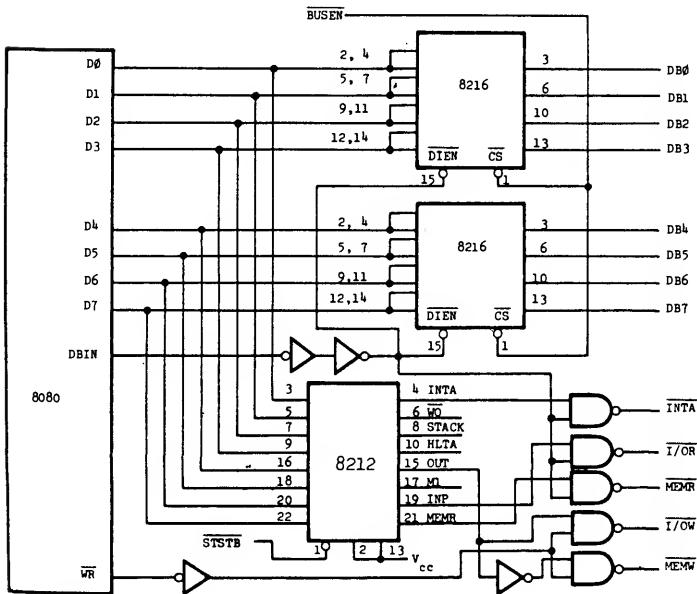 BUSEN
DØ
2, 4
3
DBØ
5, 7
D1
8216
6
DB1
9,11
D2
10
DB2
12,14
D3
13
DB3
DIEN
CS
15
1
D4
2, 4
3
DB4
D5
5, 7
8216
6
DB5
D6
9,11
10
DB6
D7
12,14
13
DB7
DIEN
CS
DBIN
15
1
8080
3
4
INTA
INTA
5
6
WO
7
8
STACK
9
8212
10
HLTA
I/OR
16
15
OUT
18
17
M1
MEMR
20
19
INP
22
21
MEMR
I/OW
STSTB
1
2
13
Vcc
WR
MEMW